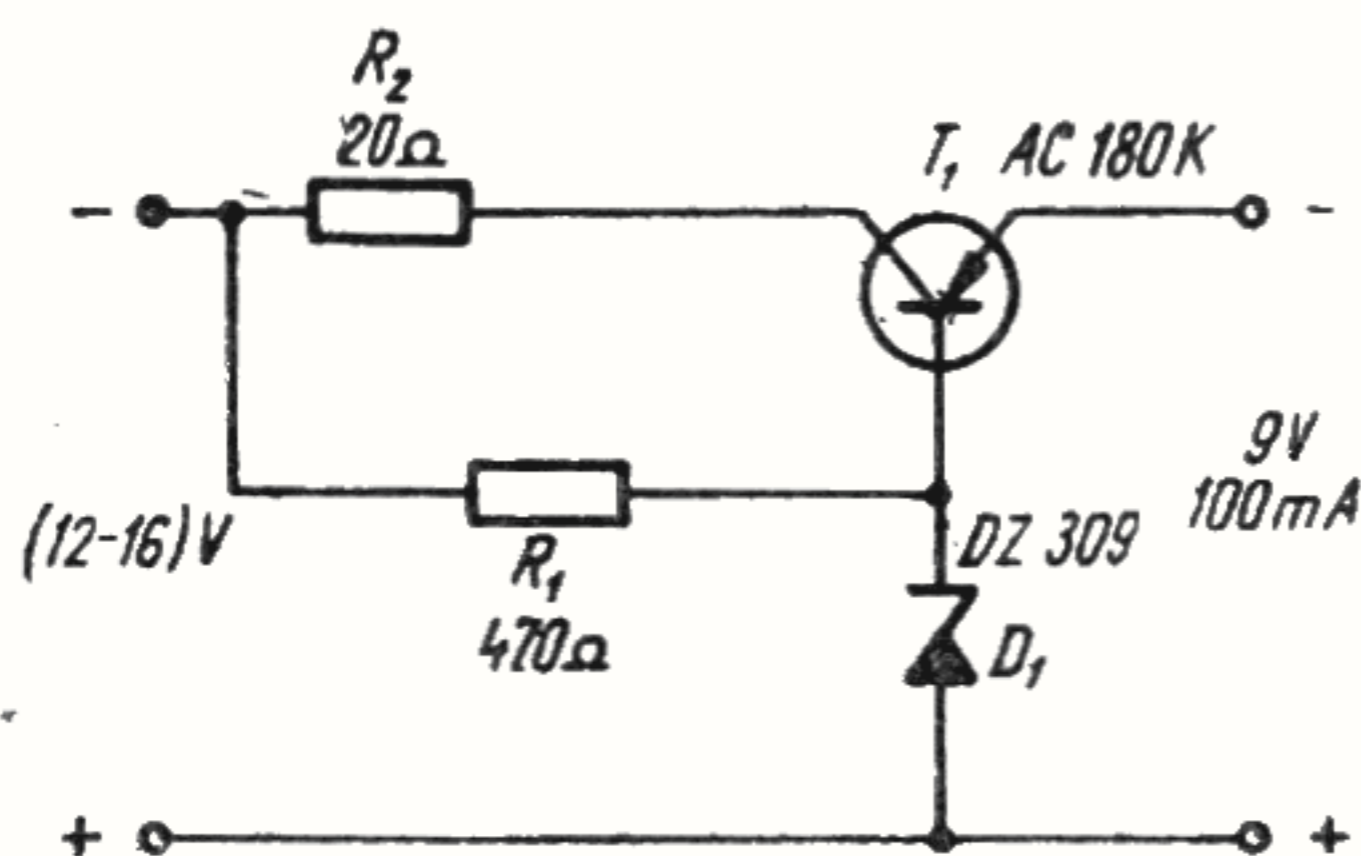 R₂
20Ω
T₁ AC 180K
- -
9V
100mA
(12-16)V
DZ 309
R₁
470Ω
D₁
+ +